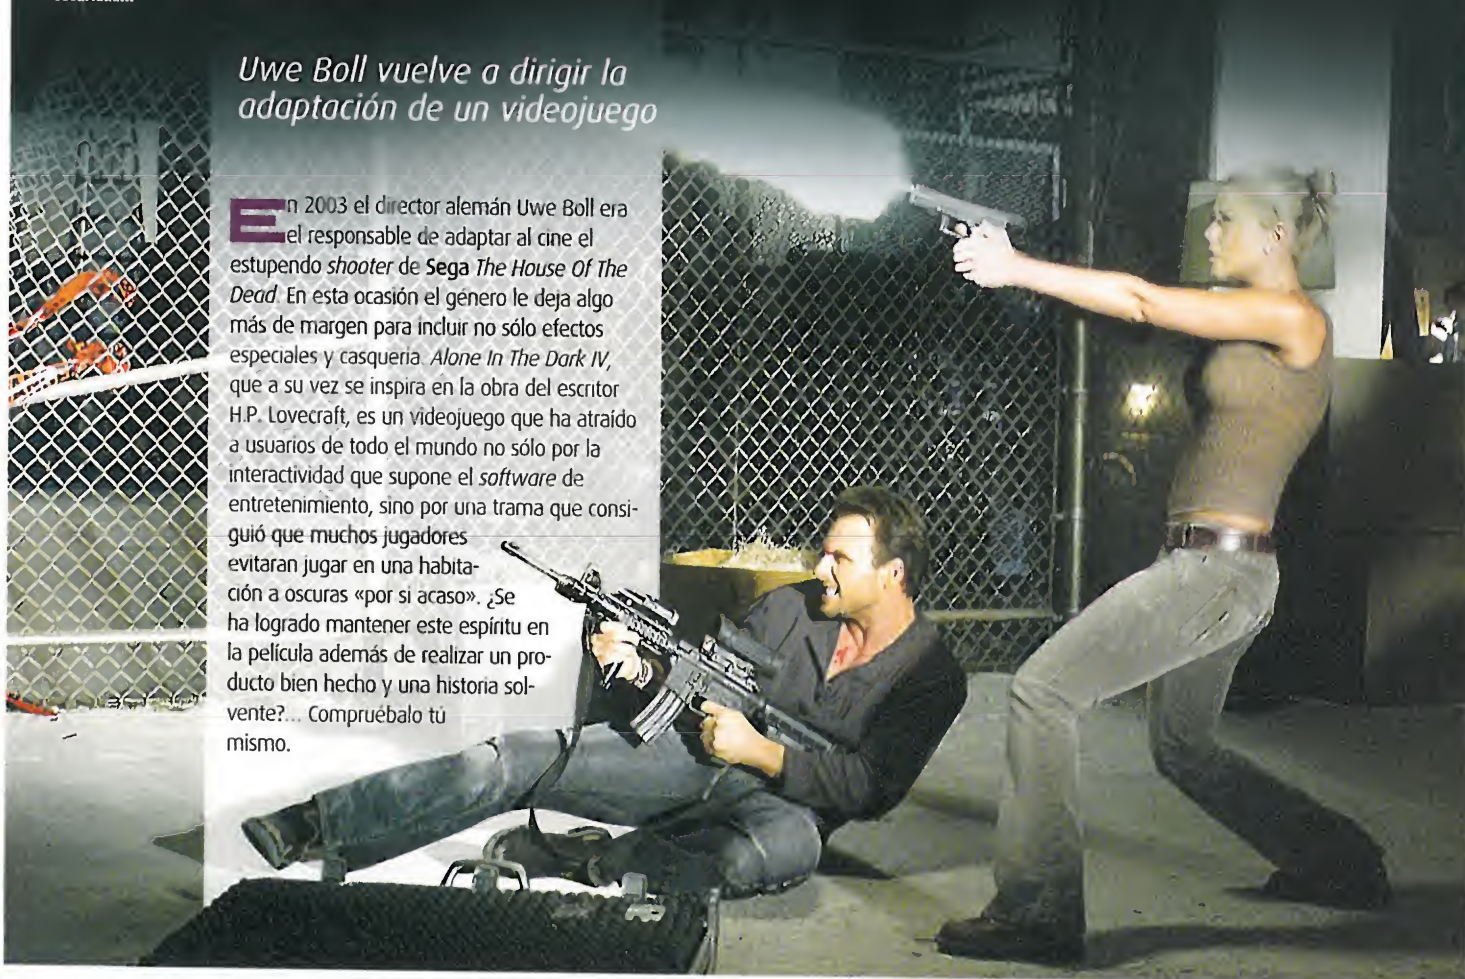 Uwe Boll vuelve a dirigir la
adaptación de un videojuego
En 2003 el director alemán Uwe Boll era
el responsable de adaptar al cine el
estupendo shooter de Sega The House Of The
Dead. En esta ocasión el género le deja algo
más de margen para incluir no sólo efectos
especiales y casquería. Alone In The Dark IV,
que a su vez se inspira en la obra del escritor
H.P. Lovecraft, es un videojuego que ha atraído
a usuarios de todo el mundo no sólo por la
interactividad que supone el software de
entretenimiento, sino por una trama que consi-
guió que muchos jugadores
evitaran jugar en una habita-
ción a oscuras «por si acaso». ¿Se
ha logrado mantener este espíritu en
la película además de realizar un pro-
ducto bien hecho y una historia sol-
vente?... Compruébalo tú
mismo.